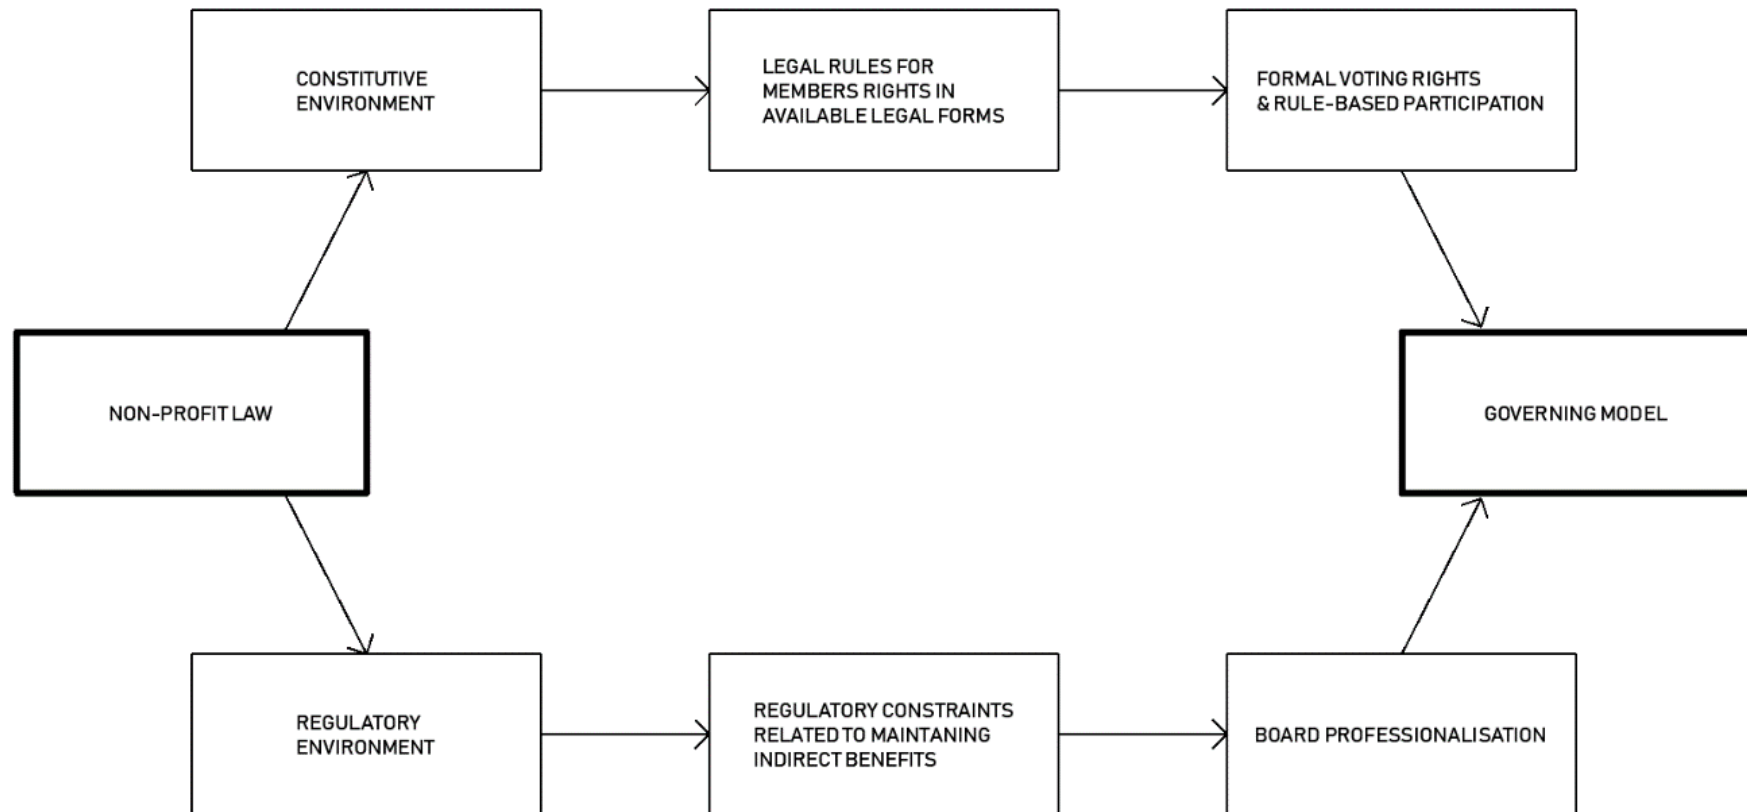 CONSTITUTIVE
ENVIRONMENT
LEGAL RULES FOR
MEMBERS RIGHTS IN
AVAILABLE LEGAL FORMS
FORMAL VOTING RIGHTS
& RULE-BASED PARTICIPATION
NON-PROFIT LAW
GOVERNING MODEL
REGULATORY
ENVIRONMENT
REGULATORY CONSTRAINTS
RELATED TO MAINTANING
INDIRECT BENEFITS
BOARD PROFESSIONALISATION